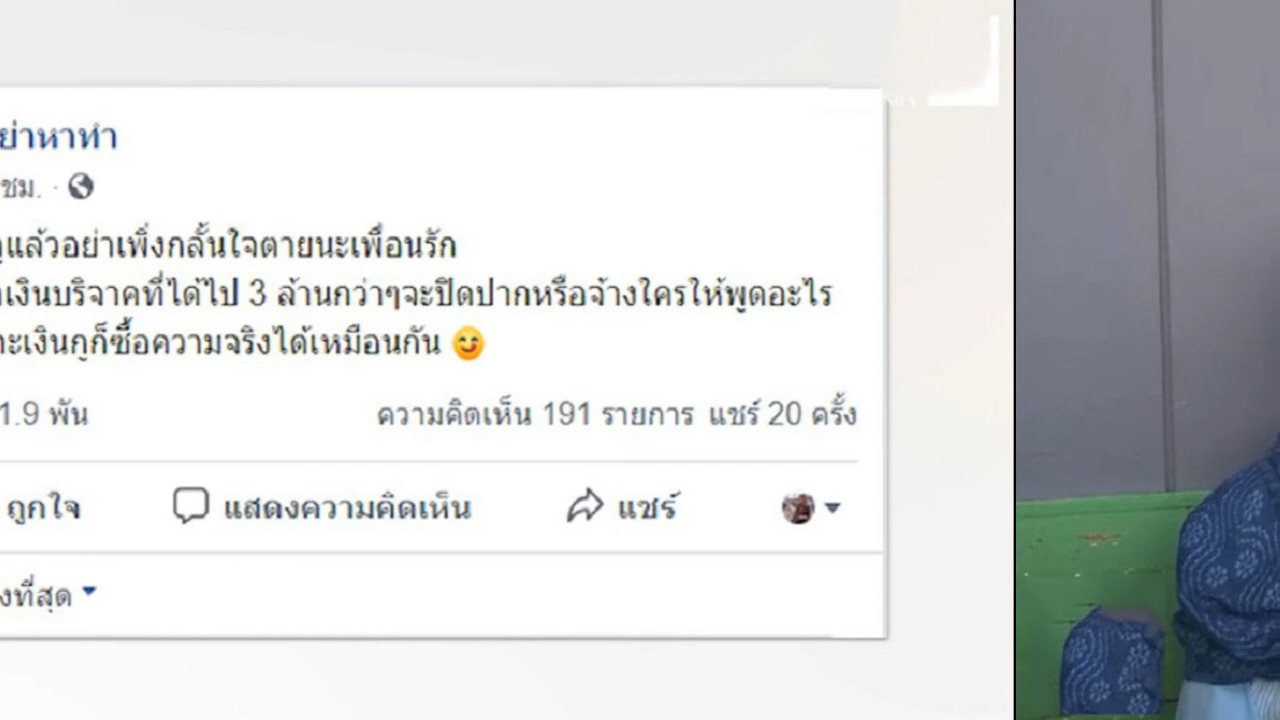 ย่าหาทำ
ชม. ·
แล้วอย่าเพิ่งกลั้นใจตายนะเพื่อนรัก
เงินบริจาคที่ได้ไป 3 ล้านกว่าๆจะปิดปากหรือจ้างใครให้พูดอะไร
ะเงินกูก็ซื้อความจริงได้เหมือนกัน 😊
1.9 พัน ความคิดเห็น 191 รายการ แชร์ 20 ครั้ง
ถูกใจ แสดงความคิดเห็น แชร์
งที่สุด